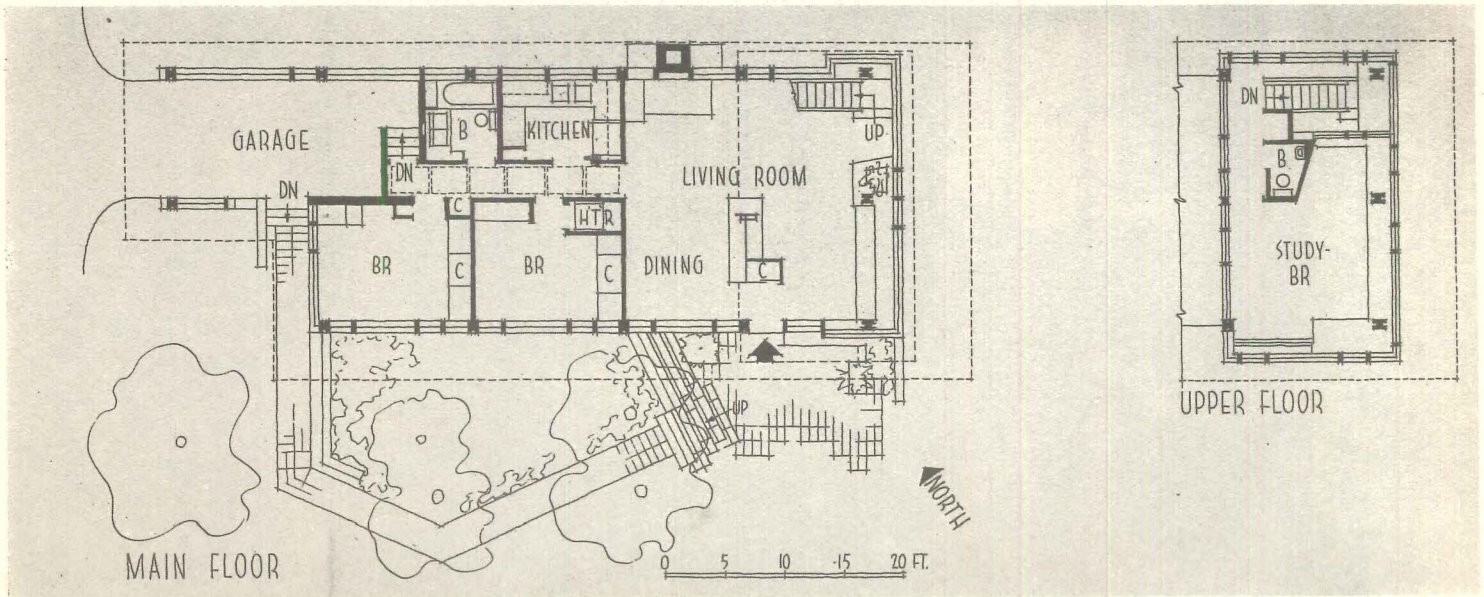 GARAGE
DN
DN
B
KITCHEN
LIVING ROOM
UP
C
HTR
BR
C
BR
C
DINING
C
UP
NORTH
MAIN FLOOR
0 5 10 15 20 FT.
DN
B
STUDY-
BR
UPPER FLOOR